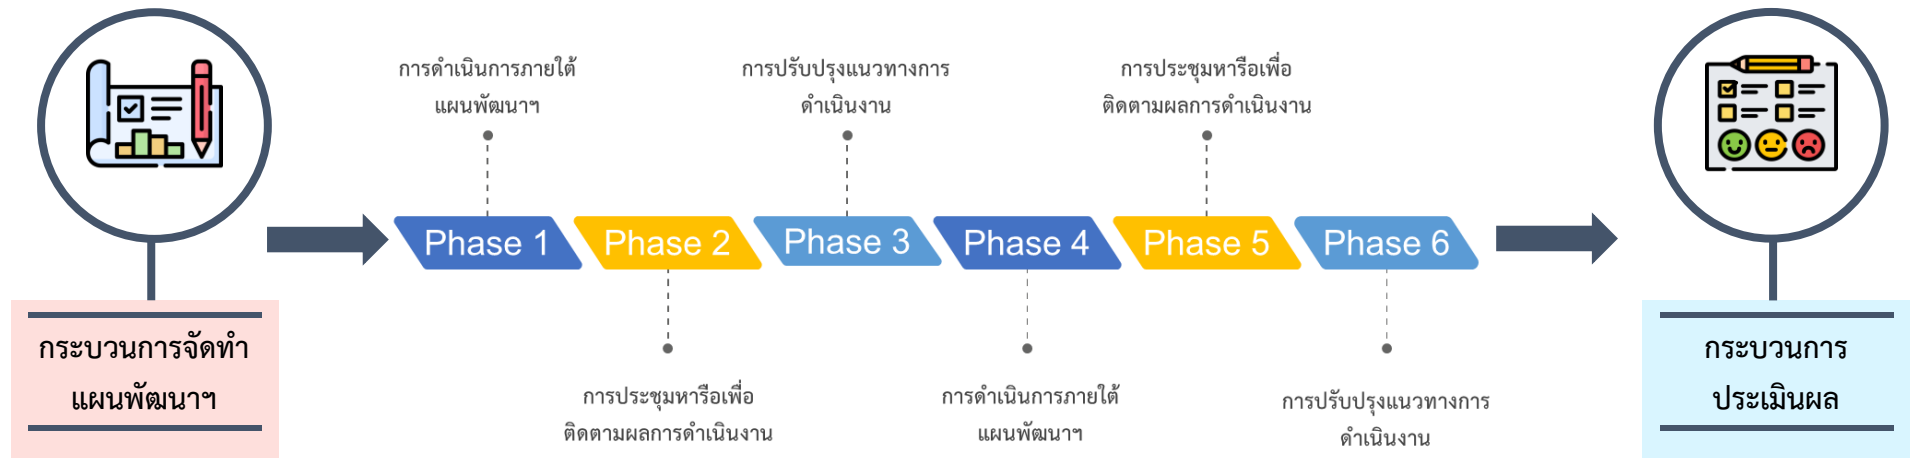 กระบวนการจัดทำ
แผนพัฒนาฯ
การดำเนินการภายใต้
แผนพัฒนาฯ
Phase 1
Phase 2
การประชุมหารือเพื่อ
ติดตามผลการดำเนินงาน
การปรับปรุงแนวทางการ
ดำเนินงาน
Phase 3
Phase 4
การดำเนินการภายใต้
แผนพัฒนาฯ
การประชุมหารือเพื่อ
ติดตามผลการดำเนินงาน
Phase 5
Phase 6
การปรับปรุงแนวทางการ
ดำเนินงาน
กระบวนการ
ประเมินผล